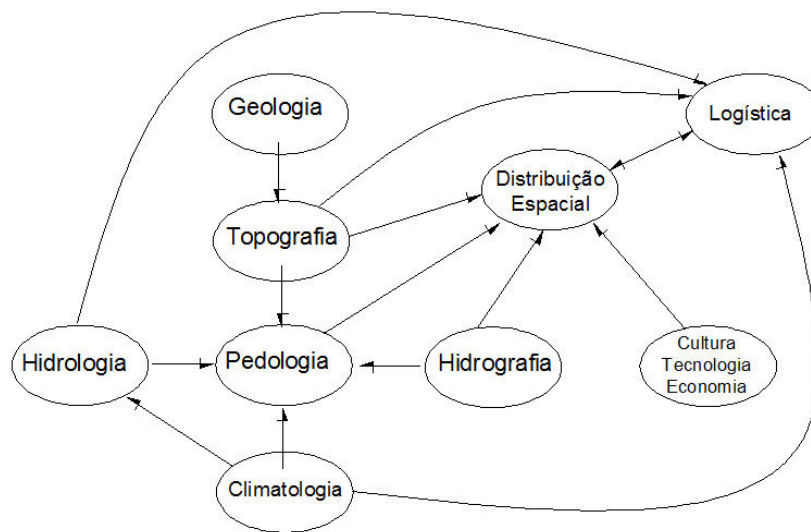 Geologia
Logística
Distribuição
Espacial
Topografia
Hidrologia
Pedologia
Hidrografia
Cultura
Tecnologia
Economia
Climatologia